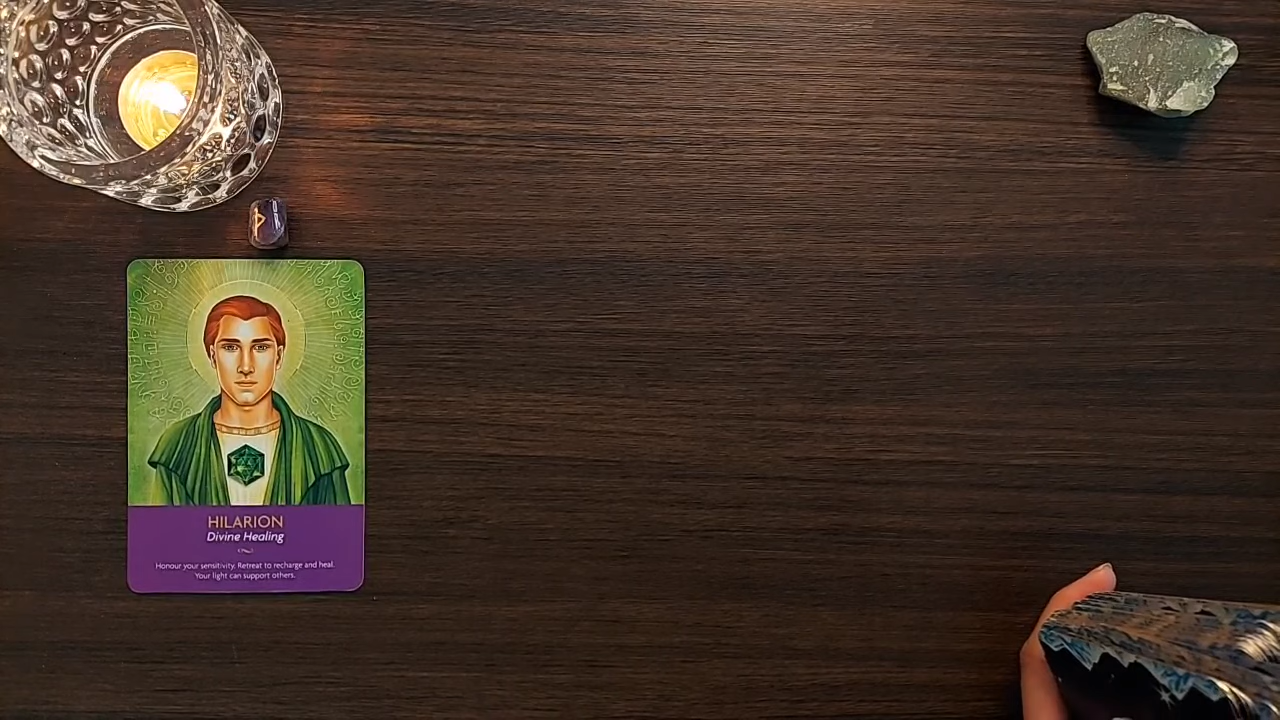 HILARION
Divine Healing
Honour your sensitivity. Retreat to recharge and heal.
Your light can support others.